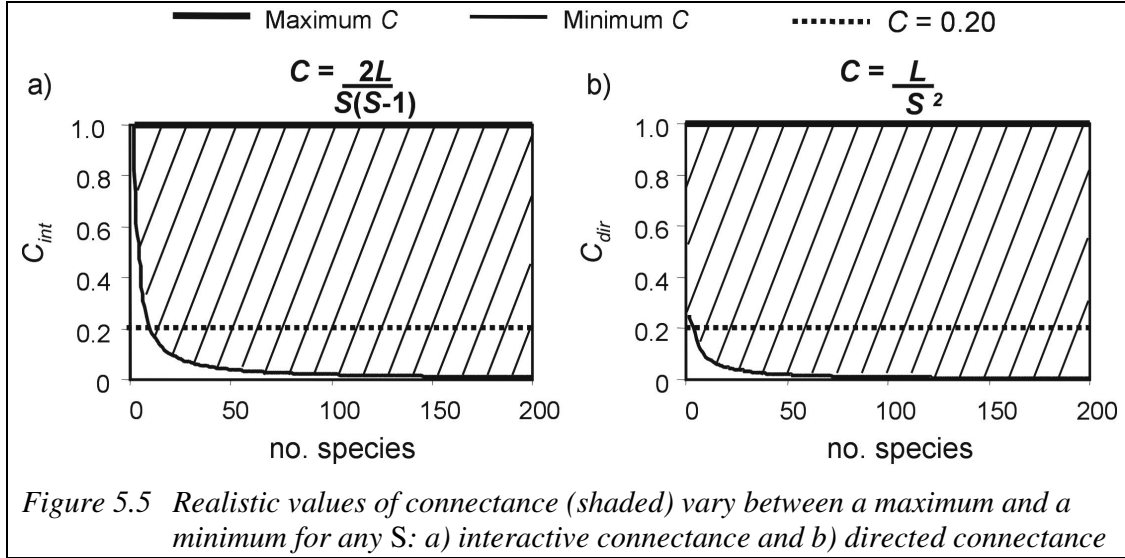 Maximum C Minimum C C = 0.20
a) C = 2L
S(S-1)
b) C = L
S 2
1.0
0.8
0.6
0.4
0.2
0
C int
0 50 100 150 200
no. species
1.0
0.8
0.6
0.4
0.2
0
C dir
0 50 100 150 200
no. species
Figure 5.5 Realistic values of connectance (shaded) vary between a maximum and a
minimum for any S: a) interactive connectance and b) directed connectance